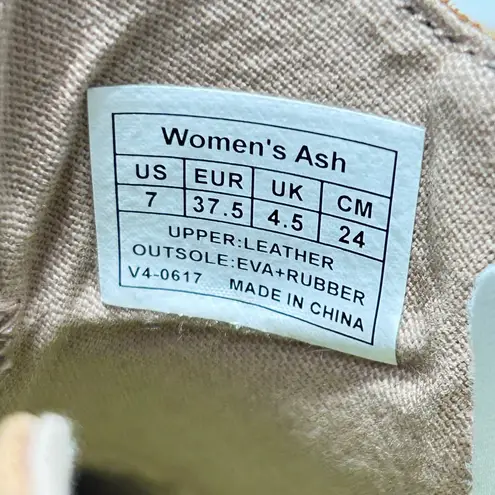 Women's Ash
US EUR UK CM
7 37.5 4.5 24
UPPER:LEATHER
OUTSOLE:EVA+RUBBER
V4-0617 MADE IN CHINA